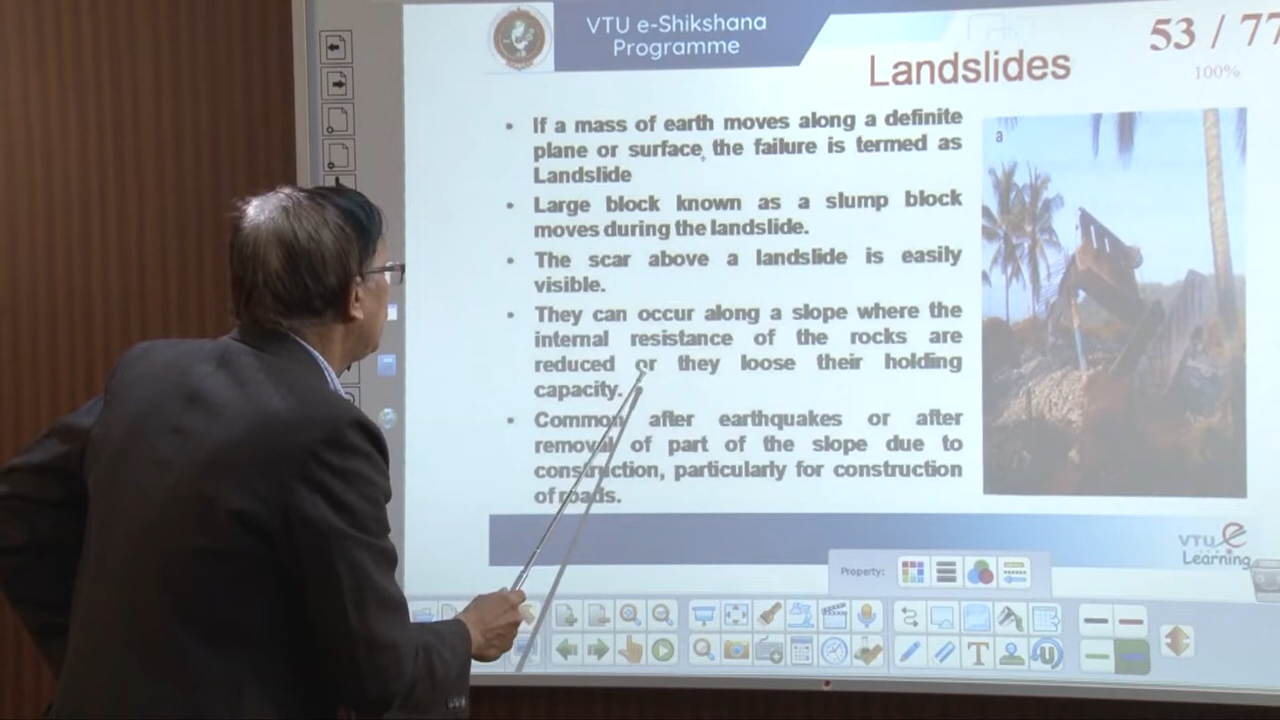 VTU e-Shikshana
Programme
53 / 77
100%
Landslides
• If a mass of earth moves along a definite
plane or surface, the failure is termed as
Landslide
• Large block known as a slump block
moves during the landslide.
• The scar above a landslide is easily
visible.
• They can occur along a slope where the
internal resistance of the rocks are
reduced or they loose their holding
capacity.
• Common after earthquakes or after
removal of part of the slope due to
construction, particularly for construction
of roads.
a
VTU e
Learning
Property:
T